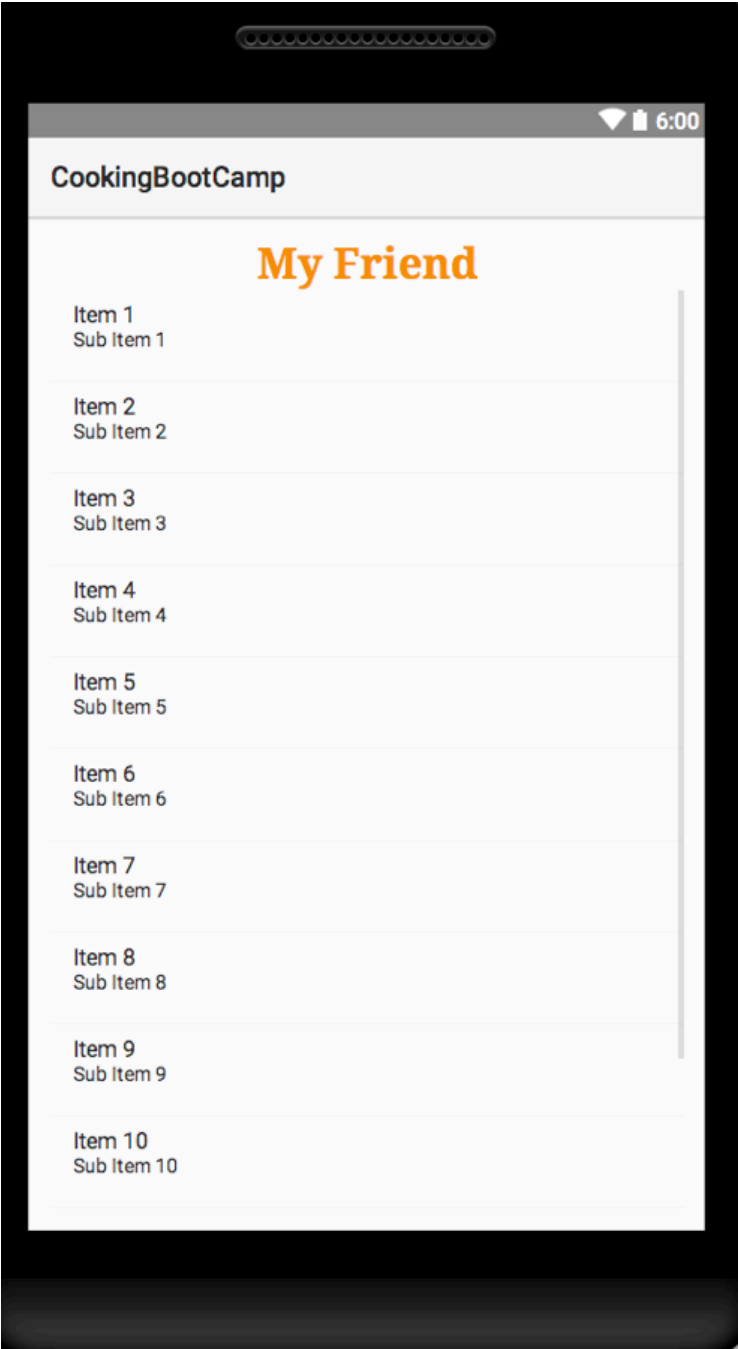 6:00
CookingBootCamp
My Friend
Item 1
Sub Item 1
Item 2
Sub Item 2
Item 3
Sub Item 3
Item 4
Sub Item 4
Item 5
Sub Item 5
Item 6
Sub Item 6
Item 7
Sub Item 7
Item 8
Sub Item 8
Item 9
Sub Item 9
Item 10
Sub Item 10